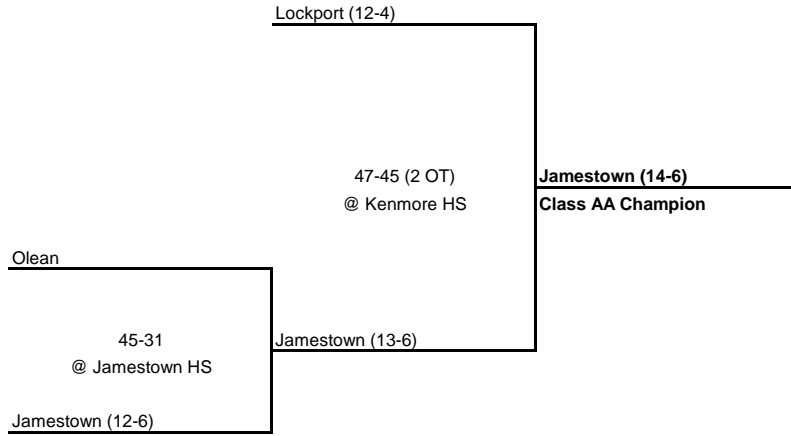 Lockport (12-4)
47-45 (2 OT)
@ Kenmore HS
Jamestown (14-6)
Class AA Champion
Olean
45-31
@ Jamestown HS
Jamestown (13-6)
Jamestown (12-6)